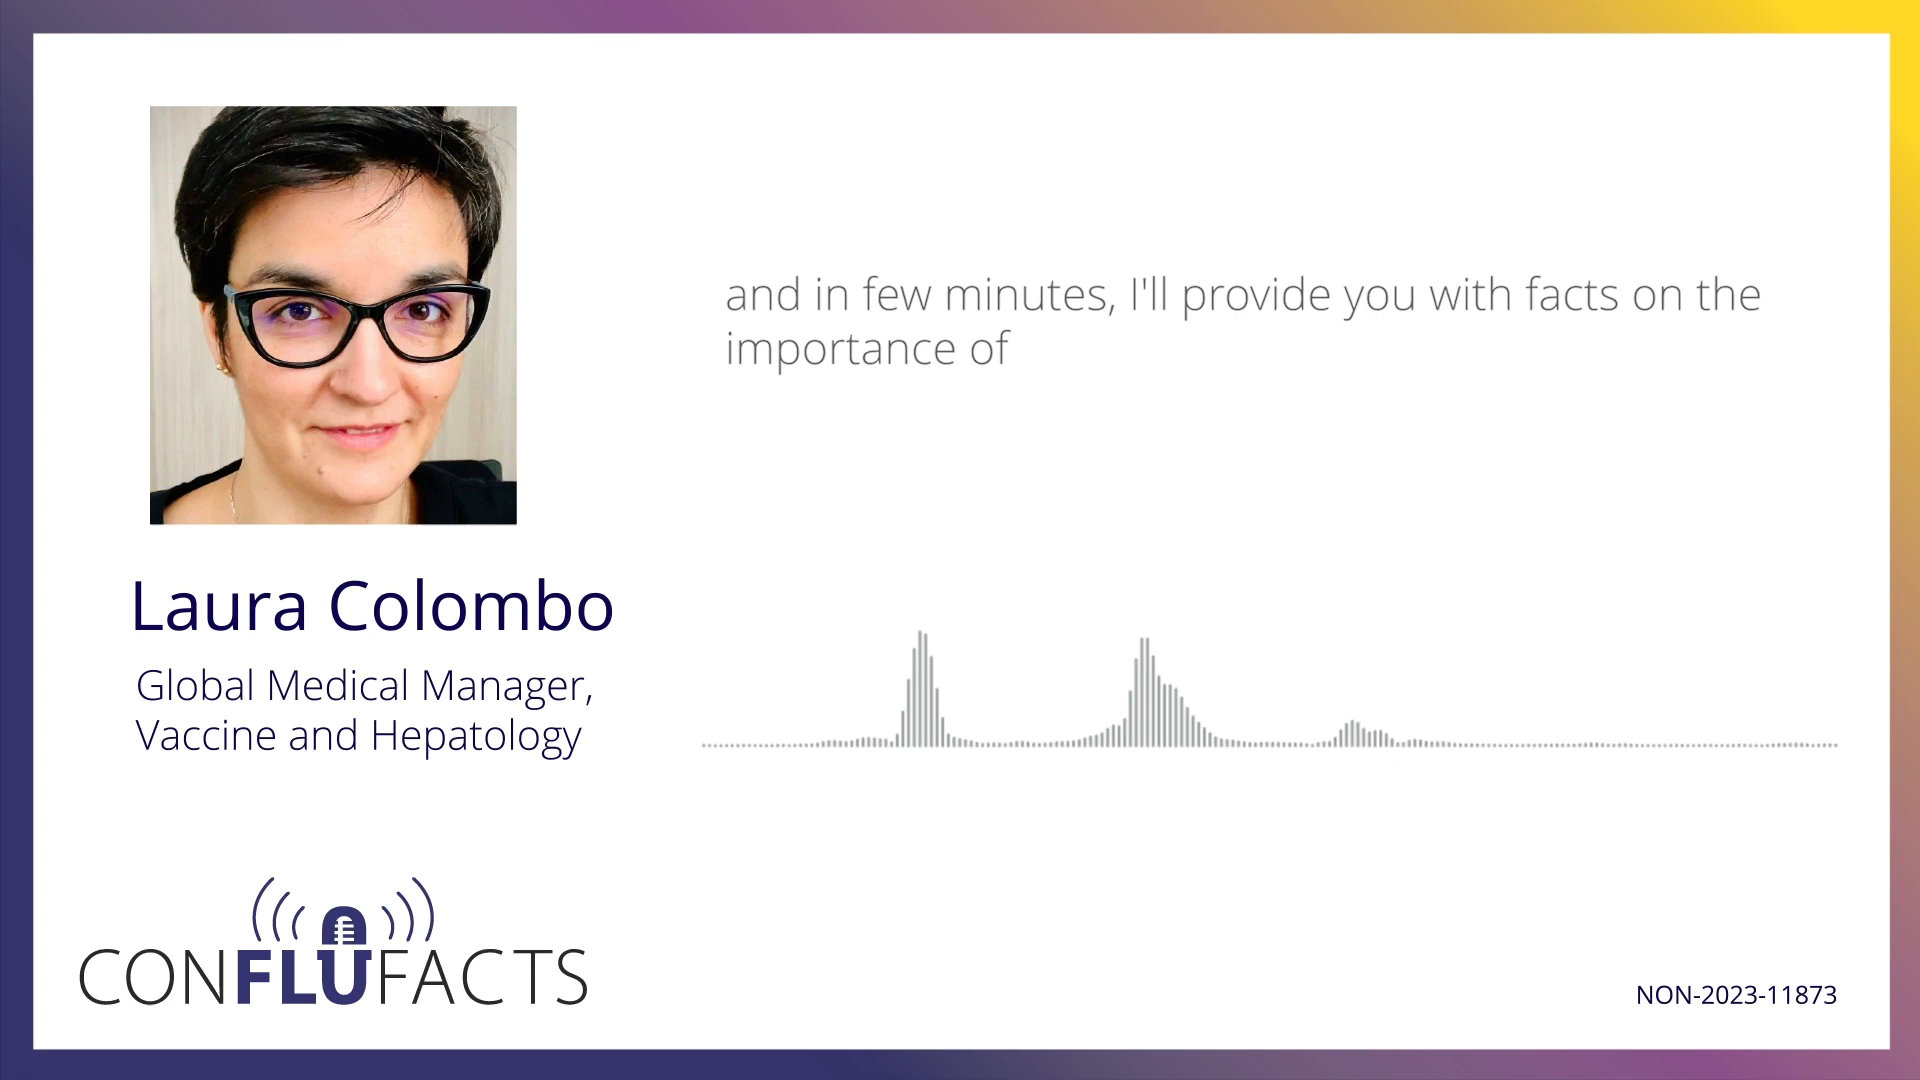 and in few minutes, I'll provide you with facts on the
importance of
Laura Colombo
Global Medical Manager,
Vaccine and Hepatology
CONFLUFACTS
NON-2023-11873